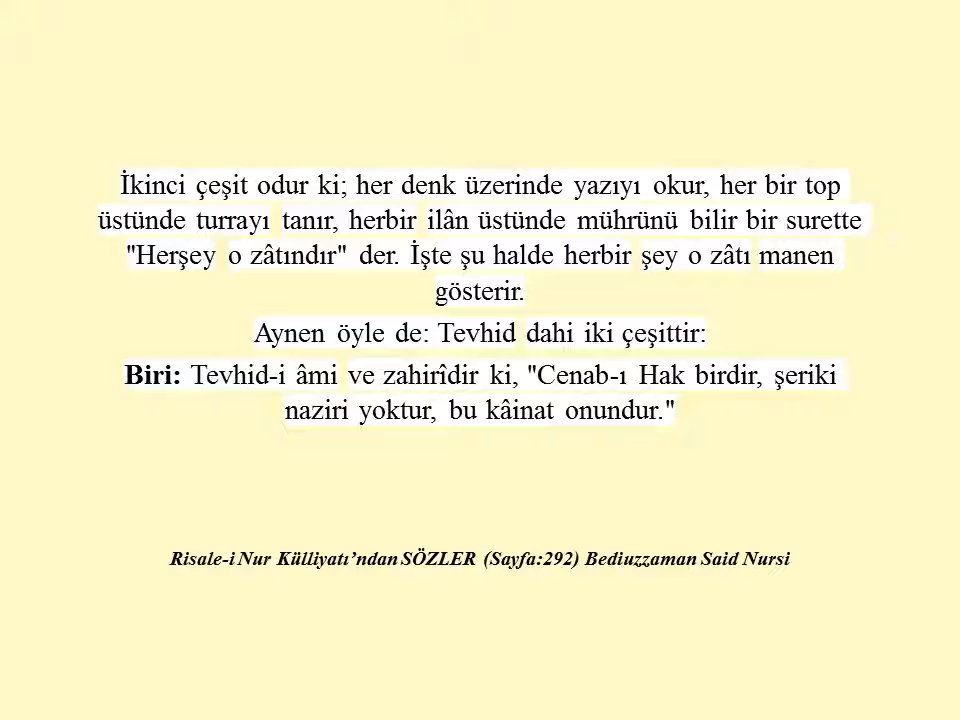 İkinci çeşit odur ki; her denk üzerinde yazıyı okur, her bir top
üstünde turrayı tanır, herbir ilân üstünde mührünü bilir bir surette
"Herşey o zâtındır" der. İşte şu halde herbir şey o zâtı manen
gösterir.
Aynen öyle de: Tevhid dahi iki çeşittir:
Biri: Tevhid-i âmi ve zahirîdir ki, "Cenab-ı Hak birdir, şeriki
naziri yoktur, bu kâinat onundur."
Risale-i Nur Külliyatı’ndan SÖZLER (Sayfa:292) Bediuzzaman Said Nursi